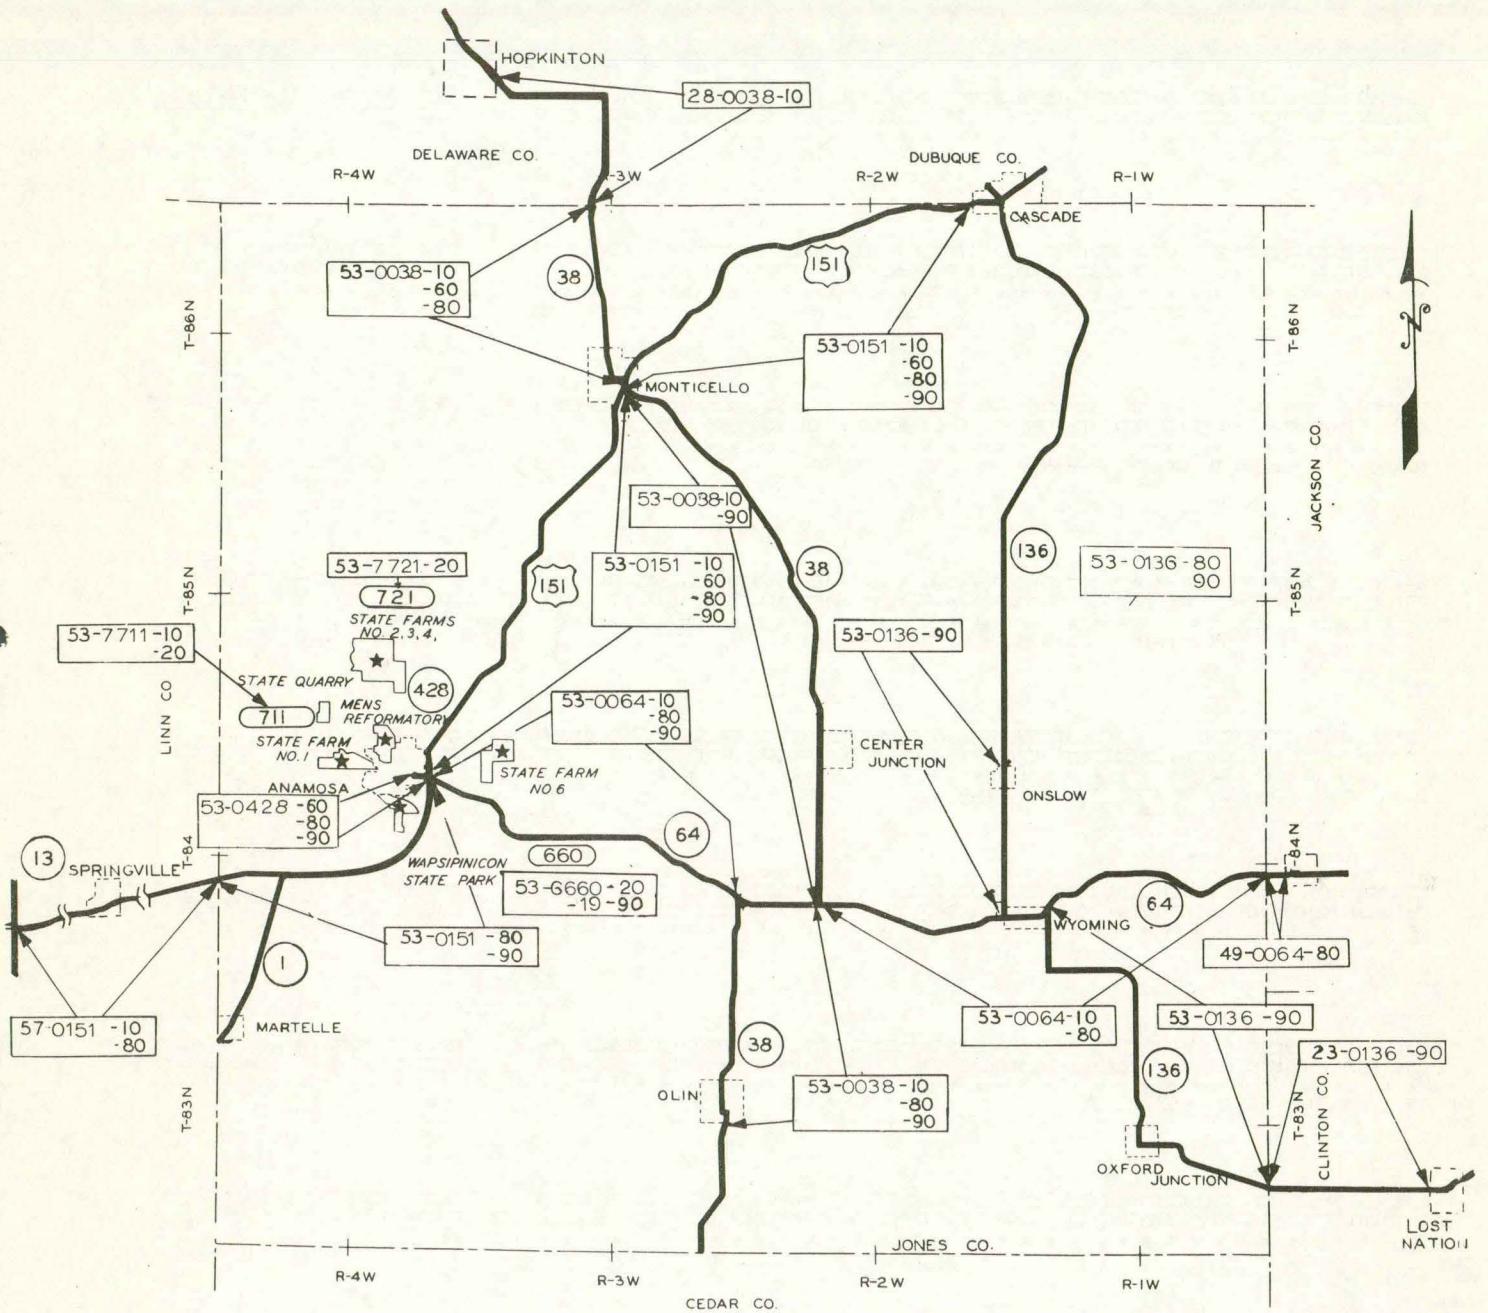 HOPKINTON
28-0038-10
DELAWARE CO.
DUBUQUE CO.
R-4W
-3W
R-2W
R-1W
CASCADE
53-0038-10
-60
-80
38
151
T-86N
T-86N
53-0151 -10
-60
-80
-90
MONTICELLO
JACKSON CO.
53-0038-10
-90
53-7721-20
721
STATE FARMS
NO. 2,3,4,
151
53-0151 -10
-60
-80
-90
38
136
53-0136-80
90
T-85N
T-85N
53-7711-10
-20
53-0136-90
LINN CO
STATE QUARRY
428
711
MENS
REFORMATORY
53-0064-10
-80
-90
STATE FARM
NO. 1
CENTER
JUNCTION
STATE FARM
NO 6
ANAMOSA
ONSLOW
53-0428 -60
-80
-90
64
T-84
T-84N
13
SPRINGVILLE
660
WAPSIPINICON
STATE PARK
53-6660-20
-19-90
64
WYOMING
53-0151 -80
-90
49-0064-80
1
57-0151 -10
-80
MARTELLE
53-0064-10
-80
53-0136 -90
38
23-0136 -90
136
53-0038-10
-80
-90
OLIN
T-83N
T-83N
CLINTON CO.
OXFORD
JUNCTION
LOST
NATION
JONES CO.
R-4W
R-3W
R-2W
R-1W
CEDAR CO.
N